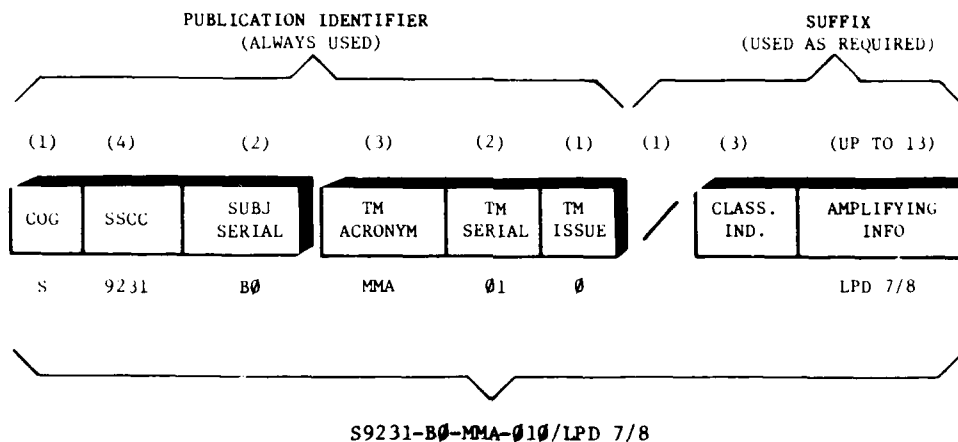 PUBLICATION IDENTIFIER SUFFIX
(ALWAYS USED) (USED AS REQUIRED)
(1) (4) (2) (3) (2) (1) (1) (3) (UP TO 13)
COG SSCC SUBJ SERIAL TM ACRONYM TM SERIAL TM ISSUE / CLASS. IND. AMPLIFYING INFO
S 9231 BØ MMA Ø1 Ø LPD 7/8
S9231-BØ-MMA-Ø1Ø/LPD 7/8